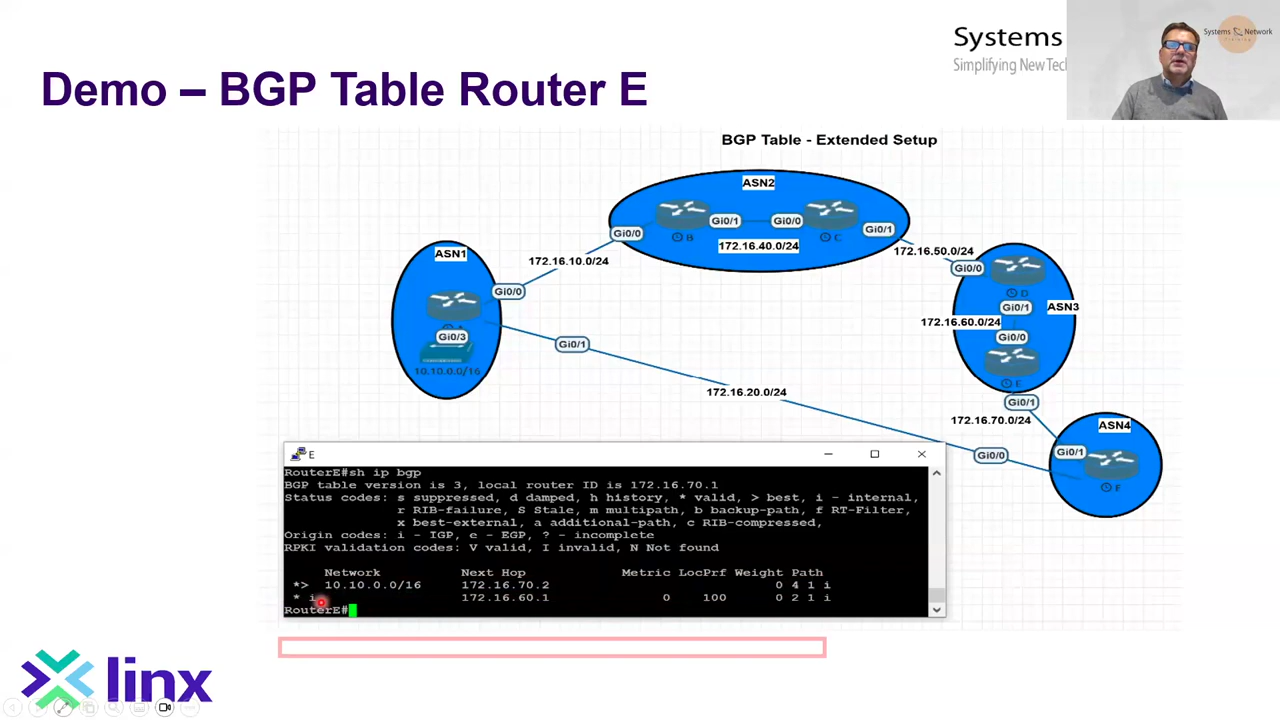 Systems
Simplifying New Tech
Systems Network
Training
Demo – BGP Table Router E
BGP Table - Extended Setup
ASN2
Gi0/0
B
Gi0/1
Gi0/0
C
Gi0/1
172.16.40.0/24
172.16.10.0/24
172.16.50.0/24
ASN1
Gi0/0
Gi0/3
10.10.0.0/16
Gi0/1
172.16.20.0/24
Gi0/0
D
Gi0/1
ASN3
172.16.60.0/24
Gi0/0
E
Gi0/1
172.16.70.0/24
ASN4
Gi0/0
Gi0/1
F
E
RouterE#sh ip bgp
BGP table version is 3, local router ID is 172.16.70.1
Status codes: s suppressed, d damped, h history, * valid, > best, i - internal,
r RIB-failure, S Stale, m multipath, b backup-path, f RT-Filter,
x best-external, a additional-path, c RIB-compressed,
Origin codes: i - IGP, e - EGP, ? - incomplete
RPKI validation codes: V valid, I invalid, N Not found
Network Next Hop Metric LocPrf Weight Path
*> 10.10.0.0/16 172.16.70.2 0 4 1 i
* i 172.16.60.1 0 100 0 2 1 i
RouterE#
linx